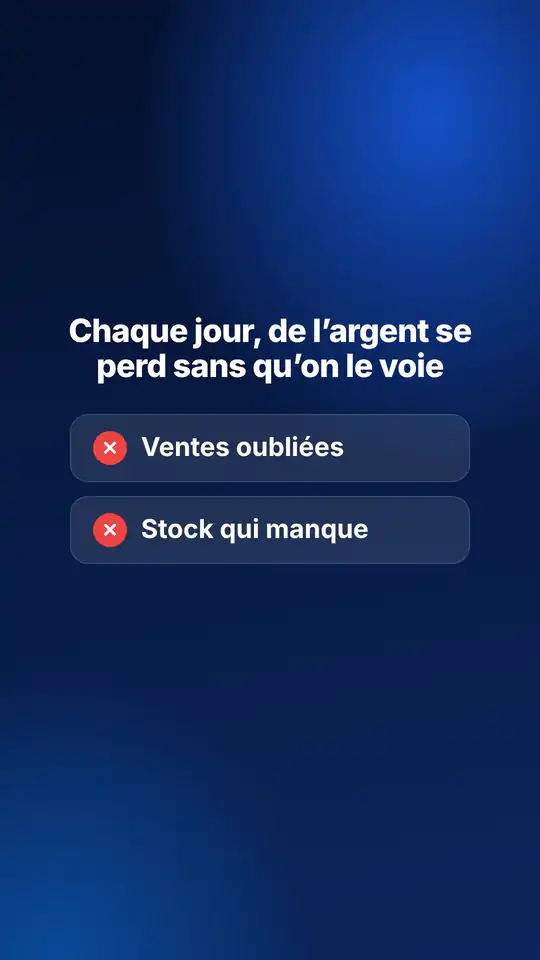 Chaque jour, de l’argent se
perd sans qu’on le voie
Ventes oubliées
Stock qui manque